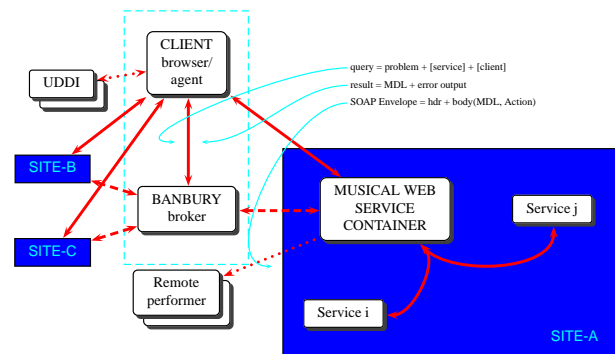 CLIENT
browser/
agent
query = problem + [service] + [client]
UDDI
result = MDL + error output
SOAP Envelope = hdr + body(MDL, Action)
SITE-B
BANBURY
broker
MUSICAL WEB
SERVICE
CONTAINER
Service j
SITE-C
Remote
performer
Service i
SITE-A